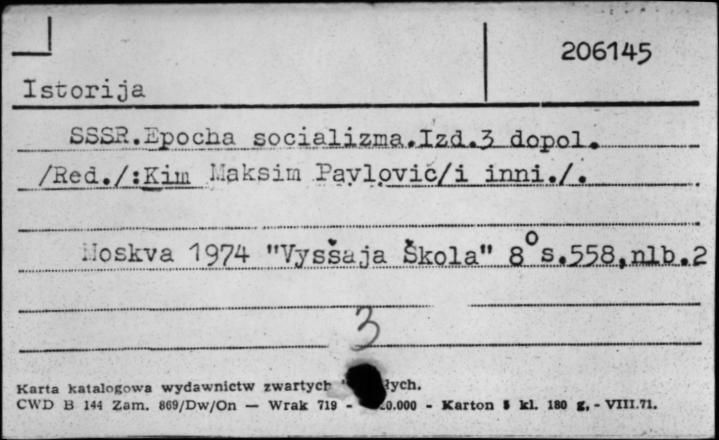 206145
Istorija
SSSR.Epocha socializma.Izd.3 dopol.
/Red./:Kim Maksim Pavlovič/i inni./.
Moskva 1974 "Vysšaja Škola" 8° s.558,nlb.2
3
Karta katalogowa wydawnictw zwartych
CWD B 144 Zam. 869/Dw/On — Wrak 719 - 0.000 - Karton kl. 180 g. - VIII.71.